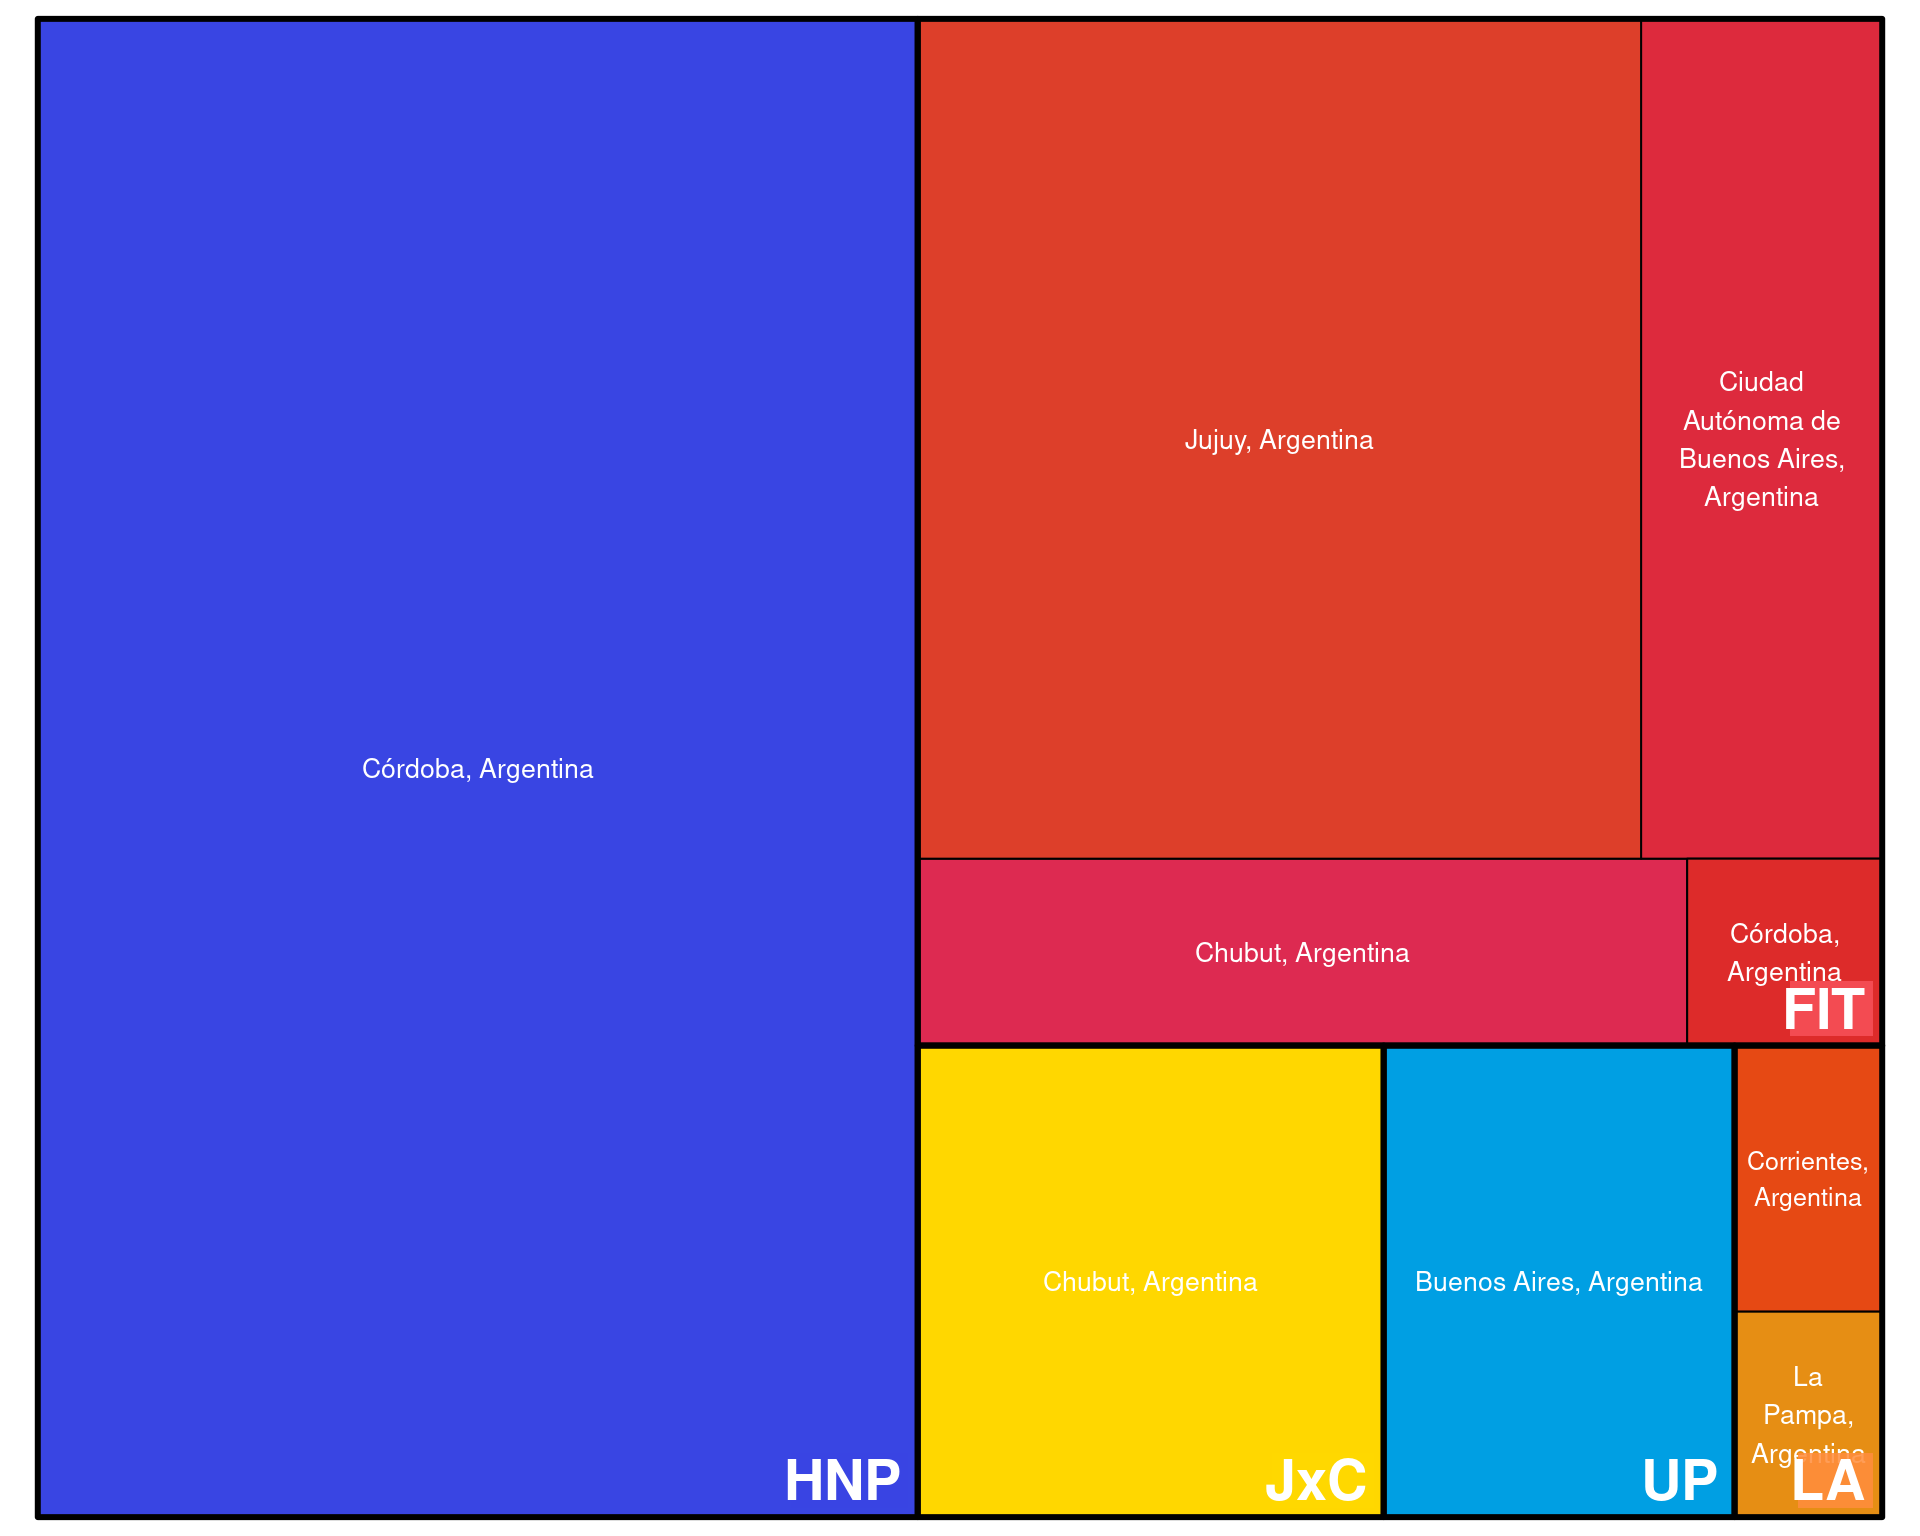 Córdoba, Argentina
HNP
Jujuy, Argentina
Ciudad
Autónoma de
Buenos Aires,
Argentina
Chubut, Argentina
Córdoba,
Argentina
FIT
Chubut, Argentina
JxC
Buenos Aires, Argentina
UP
Corrientes,
Argentina
La
Pampa,
Argentina
LA